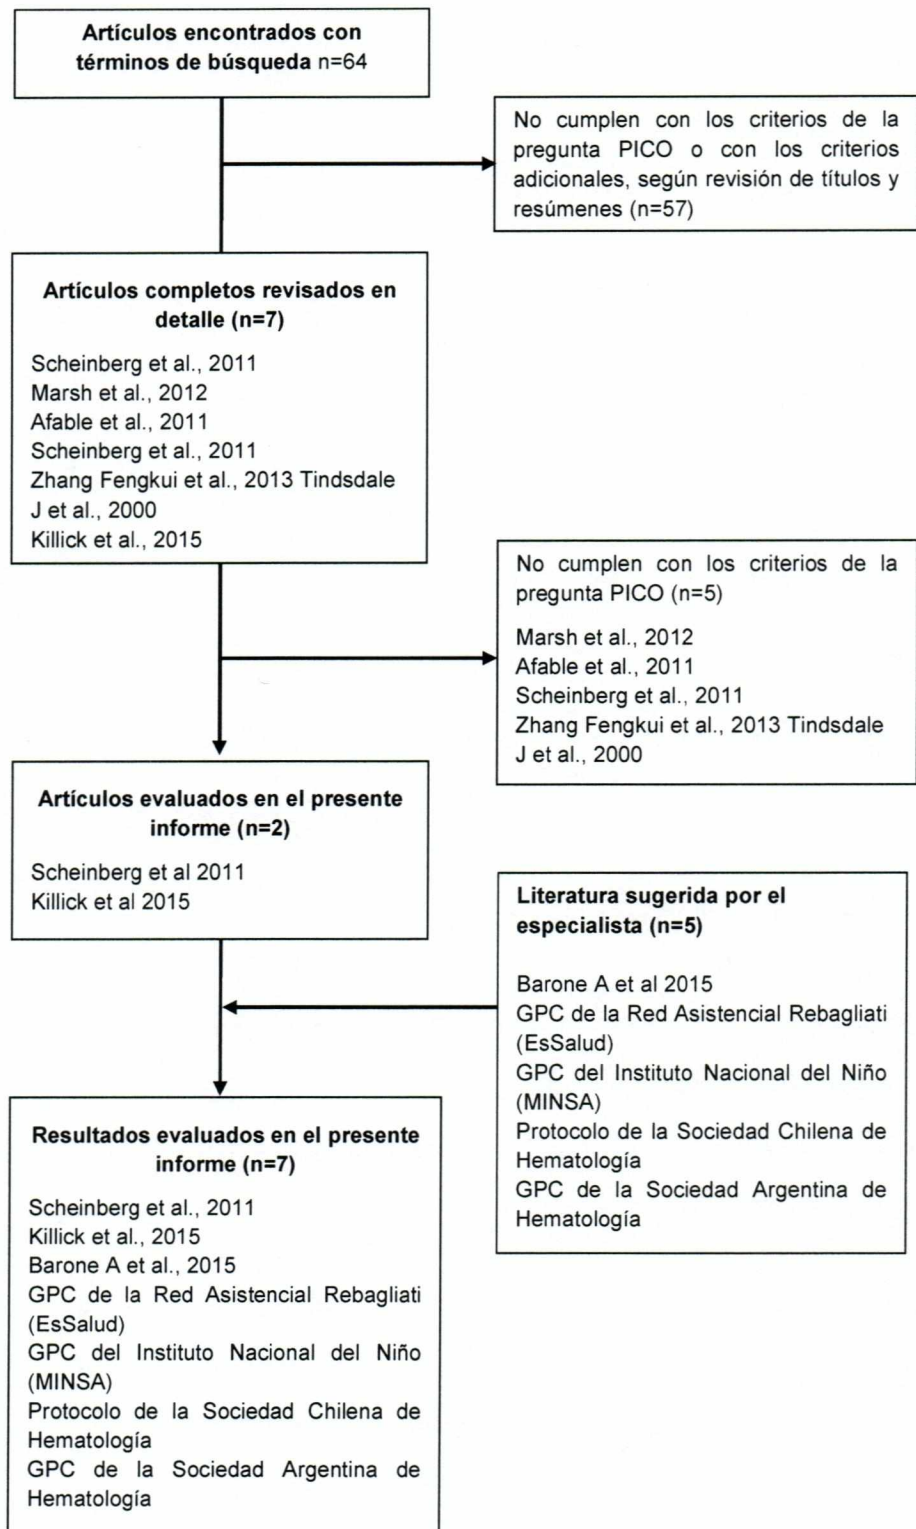 Artículos encontrados con
términos de búsqueda n=64
No cumplen con los criterios de la
pregunta PICO o con los criterios
adicionales, según revisión de títulos y
resúmenes (n=57)
Artículos completos revisados en
detalle (n=7)
Scheinberg et al., 2011
Marsh et al., 2012
Afable et al., 2011
Scheinberg et al., 2011
Zhang Fengkui et al., 2013 Tindsdale
J et al., 2000
Killick et al., 2015
No cumplen con los criterios de la
pregunta PICO (n=5)
Marsh et al., 2012
Afable et al., 2011
Scheinberg et al., 2011
Zhang Fengkui et al., 2013 Tindsdale
J et al., 2000
Artículos evaluados en el presente
informe (n=2)
Scheinberg et al 2011
Killick et al 2015
Literatura sugerida por el
especialista (n=5)
Barone A et al 2015
GPC de la Red Asistencial Rebagliati
(EsSalud)
GPC del Instituto Nacional del Niño
(MINSA)
Protocolo de la Sociedad Chilena de
Hematología
GPC de la Sociedad Argentina de
Hematología
Resultados evaluados en el presente
informe (n=7)
Scheinberg et al., 2011
Killick et al., 2015
Barone A et al., 2015
GPC de la Red Asistencial Rebagliati
(EsSalud)
GPC del Instituto Nacional del Niño
(MINSA)
Protocolo de la Sociedad Chilena de
Hematología
GPC de la Sociedad Argentina de
Hematología